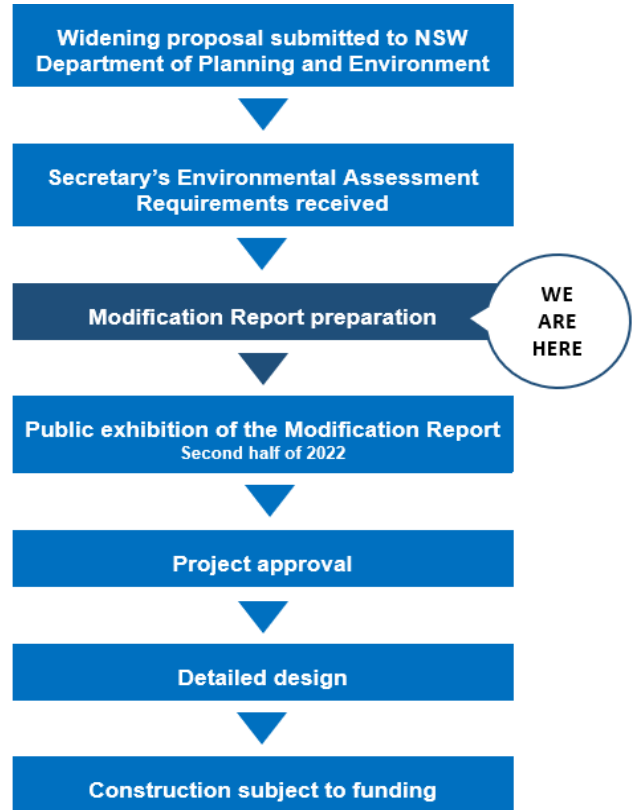 Widening proposal submitted to NSW
Department of Planning and Environment
Secretary's Environmental Assessment
Requirements received
Modification Report preparation
WE
ARE
HERE
Public exhibition of the Modification Report
Second half of 2022
Project approval
Detailed design
Construction subject to funding